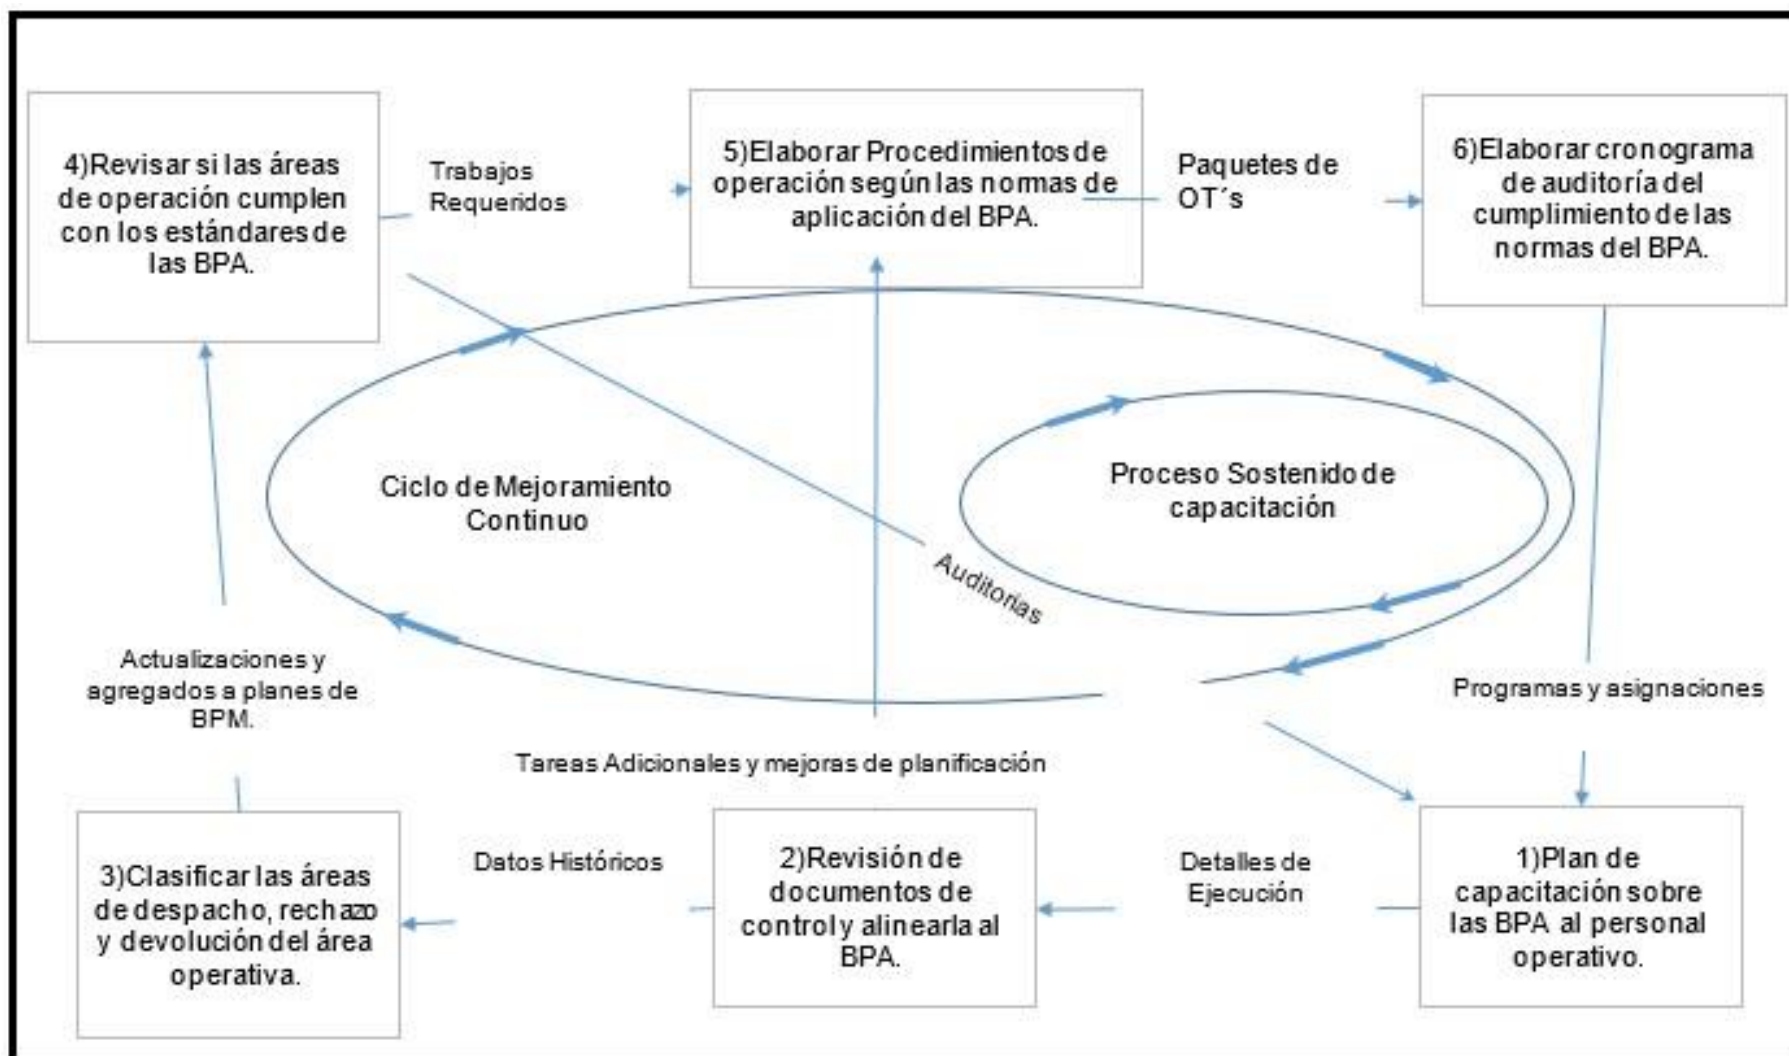 4)Revisar si las áreas
de operación cumplen
con los estándares de
las BPA.
Trabajos
Requeridos
5)Elaborar Procedimientos de
operación según las normas de
aplicación del BPA.
Paquetes de
OT´s
6)Elaborar cronograma
de auditoría del
cumplimiento de las
normas del BPA.
Ciclo de Mejoramiento
Continuo
Proceso Sostenido de
capacitación
Auditorías
Actualizaciones y
agregados a planes de
BPM.
Programas y asignaciones
Tareas Adicionales y mejoras de planificación
3)Clasificar las áreas
de despacho, rechazo
y devolución del área
operativa.
Datos Históricos
2)Revisión de
documentos de
control y alinearla al
BPA.
Detalles de
Ejecución
1)Plan de
capacitación sobre
las BPA al personal
operativo.